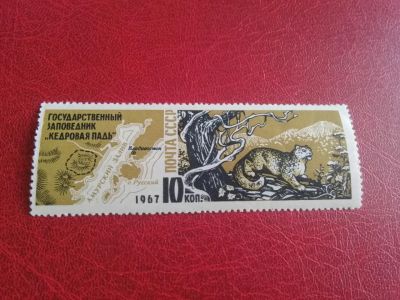 ГОСУДАРСТВЕННЫЙ
ЗАПОВЕДНИК
„КЕДРОВАЯ ПАДЬ"
Владивосток
АМУРСКИЙ ЗАЛИВ
о. Русский
1967
ПОЧТА СССР
10 КОП.